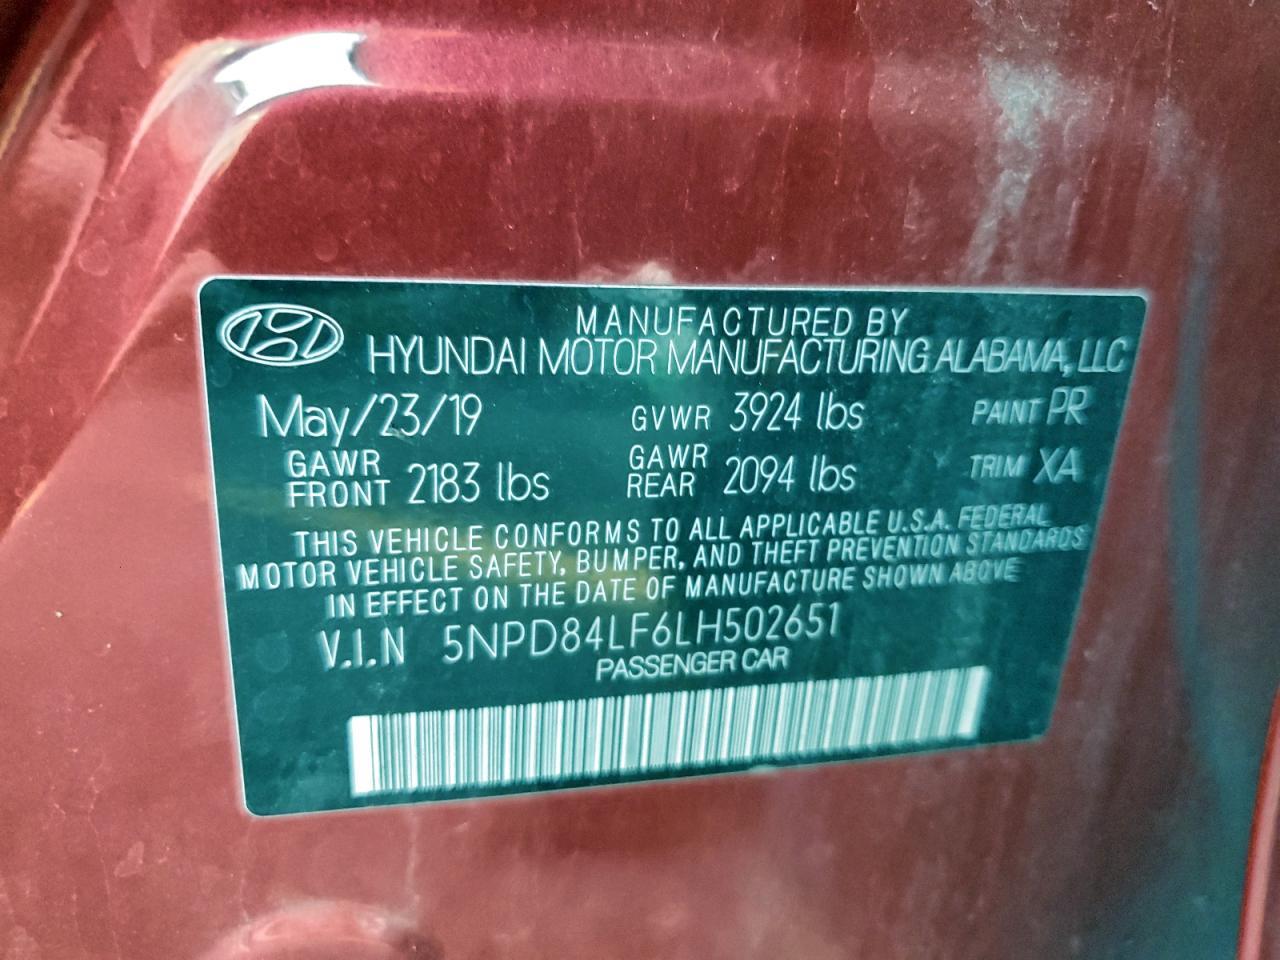 MANUFACTURED BY
HYUNDAI MOTOR MANUFACTURING ALABAMA, LLC
May/23/19 GVWR 3924 lbs PAINT PR
GAWR FRONT 2183 lbs GAWR REAR 2094 lbs TRIM XA
THIS VEHICLE CONFORMS TO ALL APPLICABLE U.S.A. FEDERAL
MOTOR VEHICLE SAFETY, BUMPER, AND THEFT PREVENTION STANDARDS
IN EFFECT ON THE DATE OF MANUFACTURE SHOWN ABOVE
V.I.N 5NPD84LF6LH502651
PASSENGER CAR